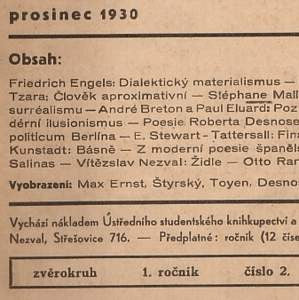 prosinec 1930
Obsah:
Friedrich Engels: Dialektický materialismus —
Tzara: Člověk aproximativní — Stéphane Mall
surréalismu — André Breton a Paul Eluard: Poz
dérní ilusionismus — Poesie Roberta Desnose
politicum Berlína — E. Stewart - Tattersall: Fina
Kunstadt: Básně — Z moderní poesie španěls
Salinas — Vítězslav Nezval: Židle — Otto Ran
Vyobrazení: Max Ernst, Štyrský, Toyen, Desno
Vychází nákladem Ústředního studentského knihkupectví a
Nezval, Střešovice 716. — Předplatné: ročník (12 číse
zvěrokruh 1. ročník číslo 2.